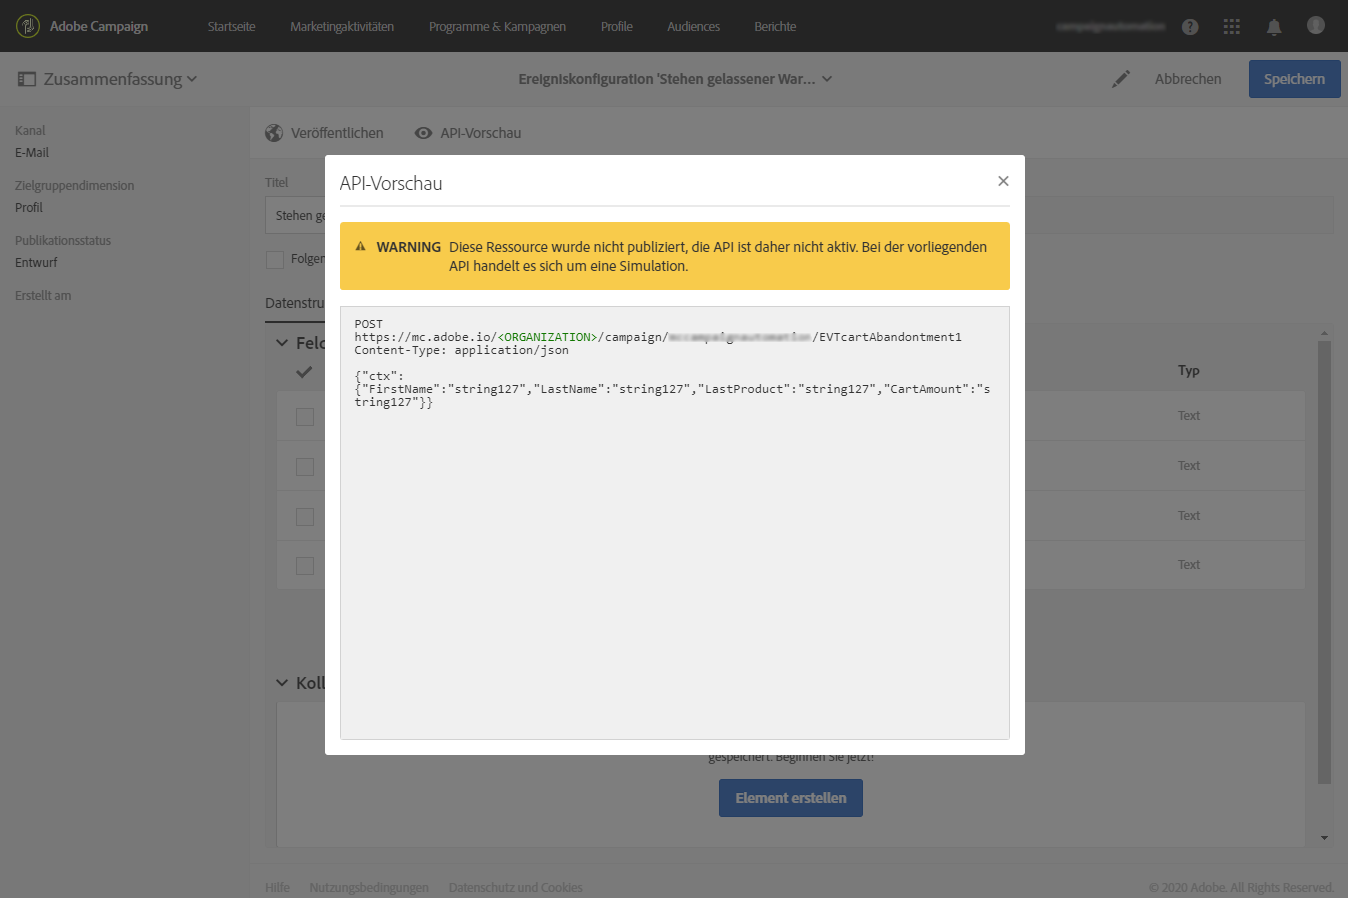 Adobe Campaign Startseite Marketingaktivitäten Programme & Kampagnen Profile Audiences Berichte
Zusammenfassung Ereigniskonfiguration 'Stehen gelassener War... Abbrechen Speichern
Kanal
E-Mail
Zielgruppendimension
Profil
Publikationsstatus
Entwurf
Erstellt am
Veröffentlichen API-Vorschau
Titel
Stehen ge
Folgen
Datenstru
Feld
Typ
Text
Text
Text
Text
Koll
API-Vorschau
WARNING Diese Ressource wurde nicht publiziert, die API ist daher nicht aktiv. Bei der vorliegenden
API handelt es sich um eine Simulation.
POST
https://mc.adobe.io/<ORGANIZATION>/campaign/ /EVTcartAbandontment1
Content-Type: application/json
{"ctx":
{"FirstName":"string127","LastName":"string127","LastProduct":"string127","CartAmount":"s
tring127"}}
gespeichert. Beginnen Sie jetzt!
Element erstellen
Hilfe Nutzungsbedingungen Datenschutz und Cookies © 2020 Adobe. All Rights Reserved.